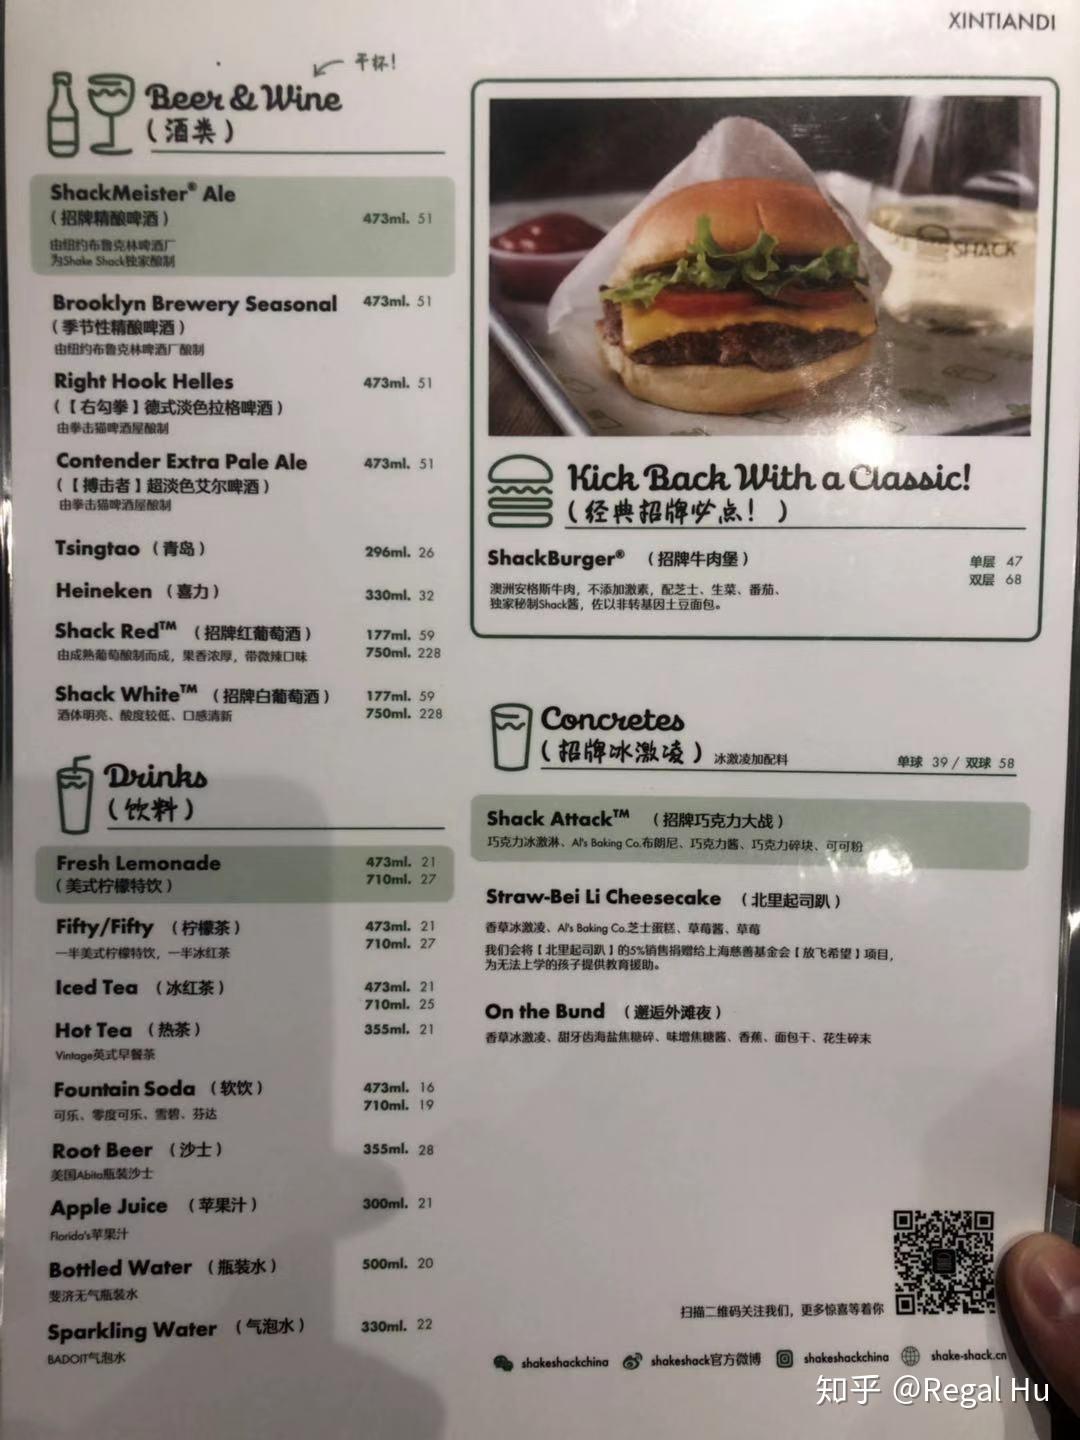 XINTIANDI
干杯!
Beer & Wine
(酒类)
ShackMeister® Ale
(招牌精酿啤酒) 473ml. 51
由纽约布鲁克林啤酒厂
为Shake Shack独家酿制
Brooklyn Brewery Seasonal 473ml. 51
(季节性精酿啤酒)
由纽约布鲁克林啤酒厂酿制
Right Hook Helles 473ml. 51
(【右勾拳】德式淡色拉格啤酒)
由拳击猫啤酒屋酿制
Contender Extra Pale Ale 473ml. 51
(【搏击者】超淡色艾尔啤酒)
由拳击猫啤酒屋酿制
Tsingtao (青岛) 296ml. 26
Heineken (喜力) 330ml. 32
Shack Red™ (招牌红葡萄酒) 177ml. 59
由成熟葡萄酿制而成，果香浓厚，带微辣口味 750ml. 228
Shack White™ (招牌白葡萄酒) 177ml. 59
酒体明亮、酸度较低、口感清新 750ml. 228
Drinks
(饮料)
Fresh Lemonade 473ml. 21
(美式柠檬特饮) 710ml. 27
Fifty/Fifty (柠檬茶) 473ml. 21
一半美式柠檬特饮，一半冰红茶 710ml. 27
Iced Tea (冰红茶) 473ml. 21
710ml. 25
Hot Tea (热茶) 355ml. 21
Vintage英式早餐茶
Fountain Soda (软饮) 473ml. 16
可乐、零度可乐、雪碧、芬达 710ml. 19
Root Beer (沙士) 355ml. 28
美国Abita瓶装沙士
Apple Juice (苹果汁) 300ml. 21
Florida's苹果汁
Bottled Water (瓶装水) 500ml. 20
斐济无气瓶装水
Sparkling Water (气泡水) 330ml. 22
BADOIT气泡水
SHACK
Kick Back With a Classic!
(经典招牌必点!)
ShackBurger® (招牌牛肉堡) 单层 47
双层 68
澳洲安格斯牛肉，不添加激素，配芝士、生菜、番茄、
独家秘制Shack酱，佐以非转基因土豆面包。
Concretes
(招牌冰激凌) 冰激凌加配料 单球 39 / 双球 58
Shack Attack™ (招牌巧克力大战)
巧克力冰激淋、Al's Baking Co.布朗尼、巧克力酱、巧克力碎块、可可粉
Straw-Bei Li Cheesecake (北里起司趴)
香草冰激凌、Al's Baking Co.芝士蛋糕、草莓酱、草莓
我们会将【北里起司趴】的5%销售捐赠给上海慈善基金会【放飞希望】项目，
为无法上学的孩子提供教育援助。
On the Bund (邂逅外滩夜)
香草冰激凌、甜牙齿海盐焦糖碎、味增焦糖酱、香蕉、面包干、花生碎末
扫描二维码关注我们，更多惊喜等着你
shakeshackchina shakeshack官方微博 shakeshackchina shake-shack.cn
知乎 @Regal Hu